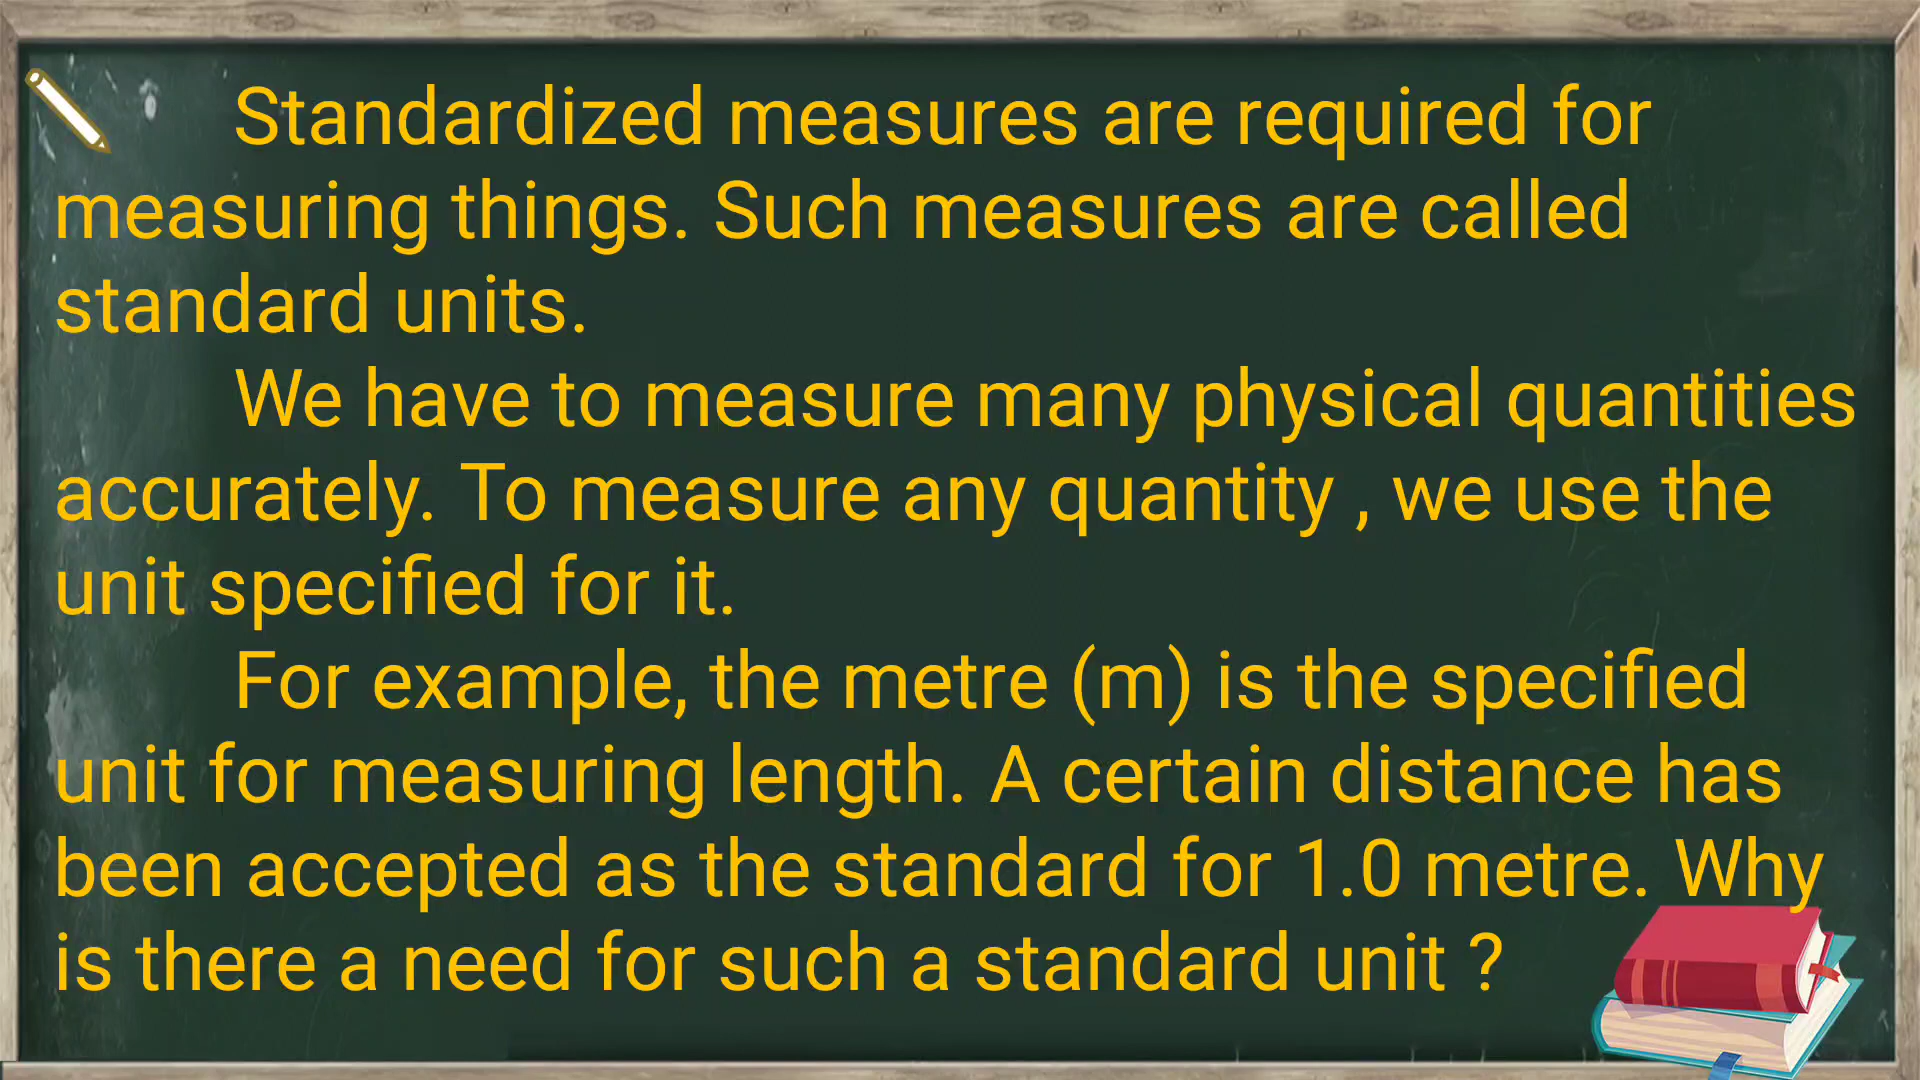 Standardized measures are required for
measuring things. Such measures are called
standard units.
We have to measure many physical quantities
accurately. To measure any quantity , we use the
unit specified for it.
For example, the metre (m) is the specified
unit for measuring length. A certain distance has
been accepted as the standard for 1.0 metre. Why
is there a need for such a standard unit ?